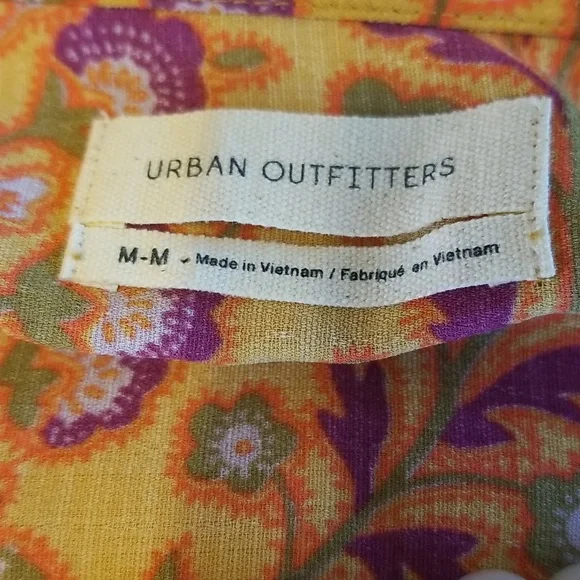 URBAN OUTFITTERS
M-M - Made in Vietnam / Fabriqué en Vietnam